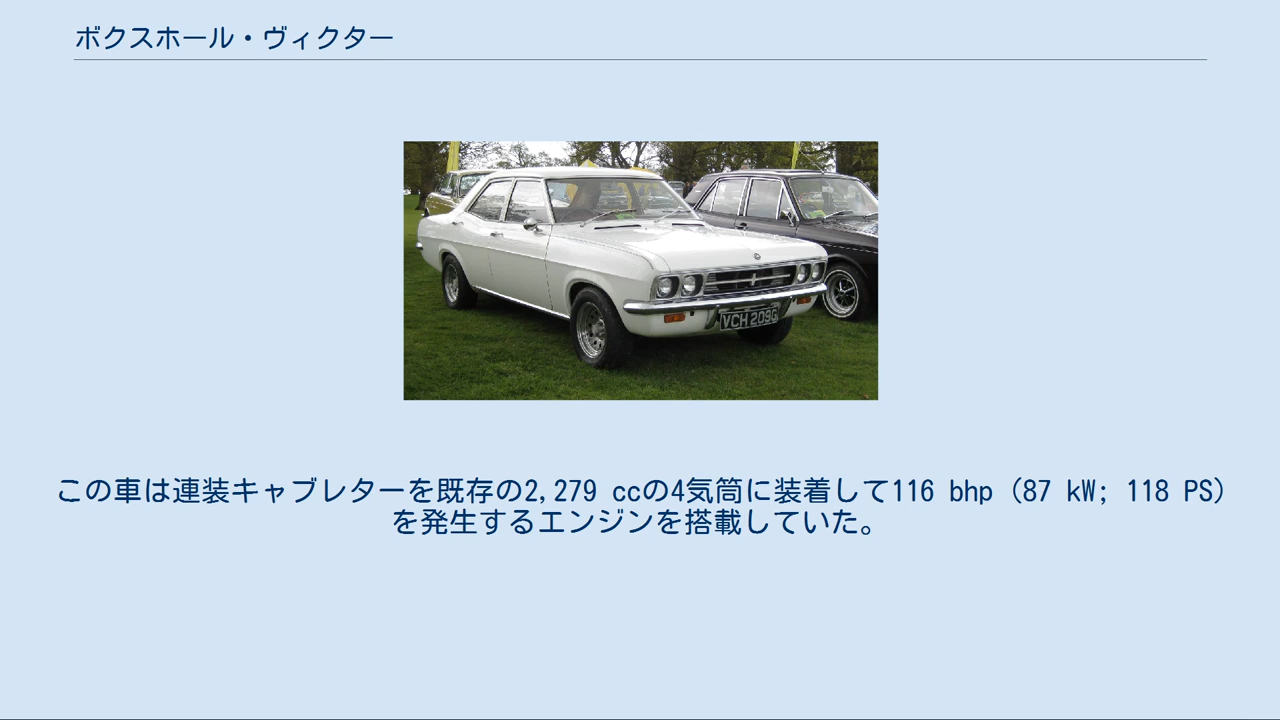 ボクスホール・ヴィクター
VCH 209G
この車は連装キャブレターを既存の2,279 ccの4気筒に装着して116 bhp (87 kW; 118 PS)
を発生するエンジンを搭載していた。